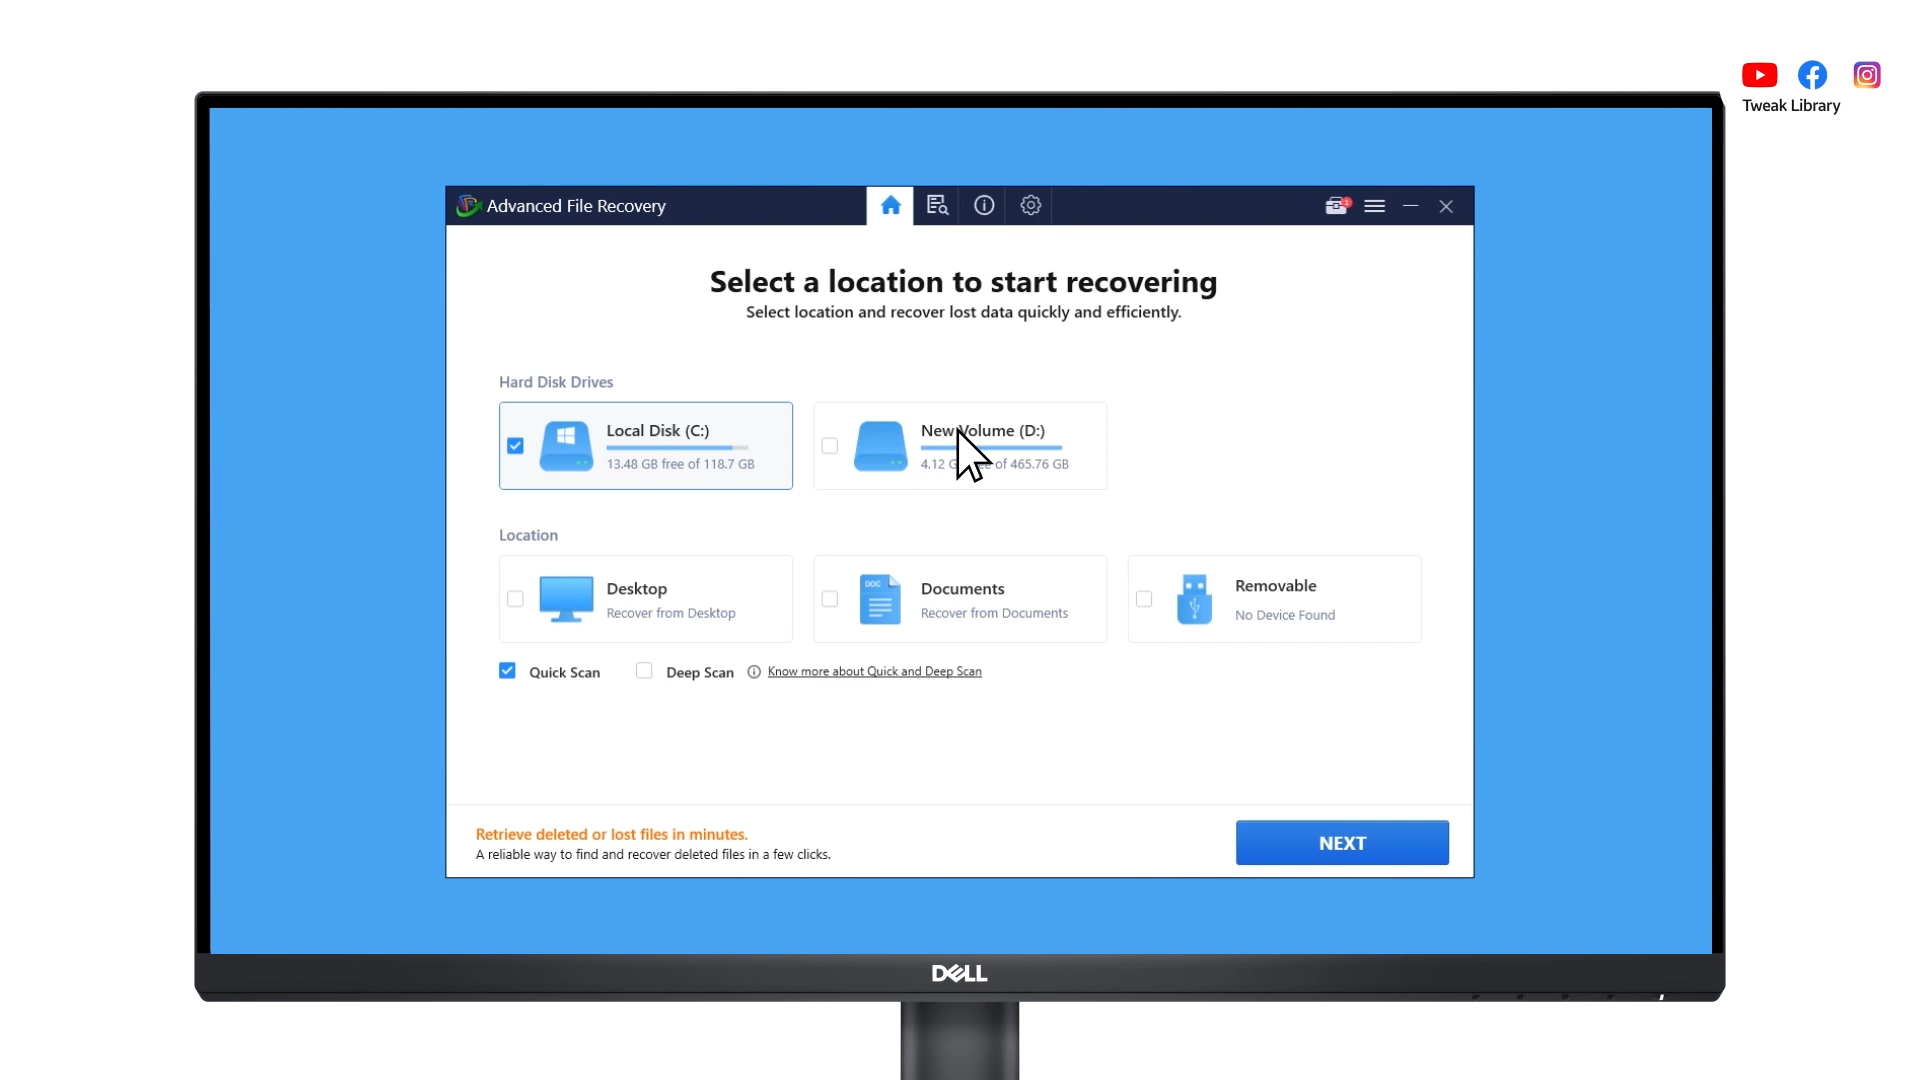 Tweak Library
Advanced File Recovery
1
Select a location to start recovering
Select location and recover lost data quickly and efficiently.
Hard Disk Drives
Local Disk (C:)
13.48 GB free of 118.7 GB
New Volume (D:)
4.12 of 465.76 GB
Location
Desktop
Recover from Desktop
DOC
Documents
Recover from Documents
Removable
No Device Found
Quick Scan
Deep Scan
Know more about Quick and Deep Scan
Retrieve deleted or lost files in minutes.
A reliable way to find and recover deleted files in a few clicks.
NEXT
DELL